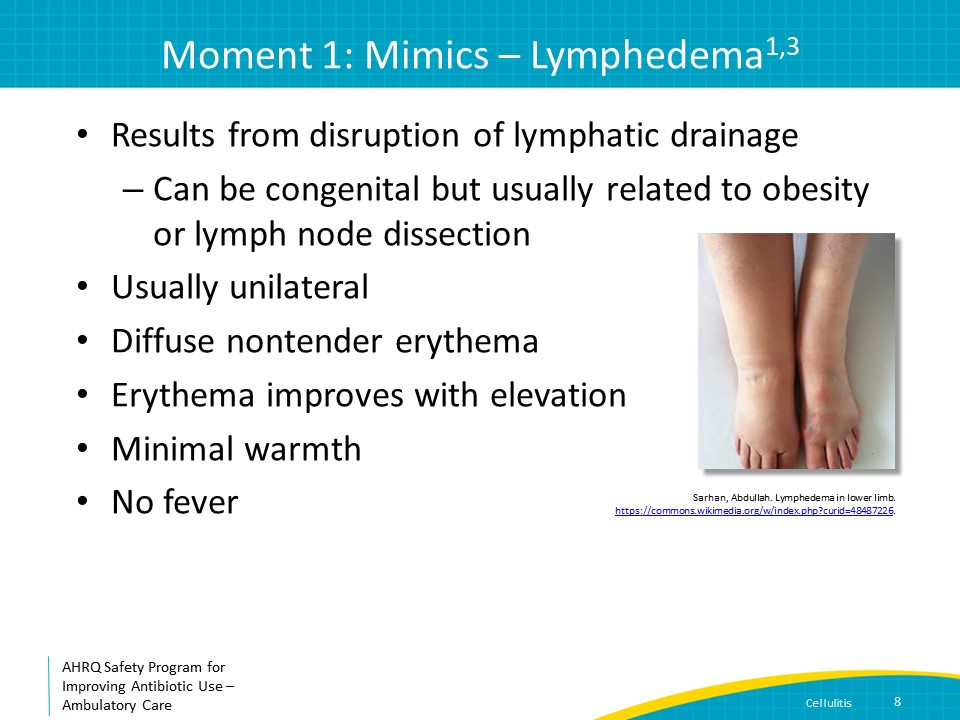 Moment 1: Mimics – Lymphedema1,3
• Results from disruption of lymphatic drainage
– Can be congenital but usually related to obesity
or lymph node dissection
• Usually unilateral
• Diffuse nontender erythema
• Erythema improves with elevation
• Minimal warmth
• No fever
Sarhan, Abdullah. Lymphedema in lower limb.
https://commons.wikimedia.org/w/index.php?curid=48487226.
AHRQ Safety Program for
Improving Antibiotic Use –
Ambulatory Care
Cellulitis
8